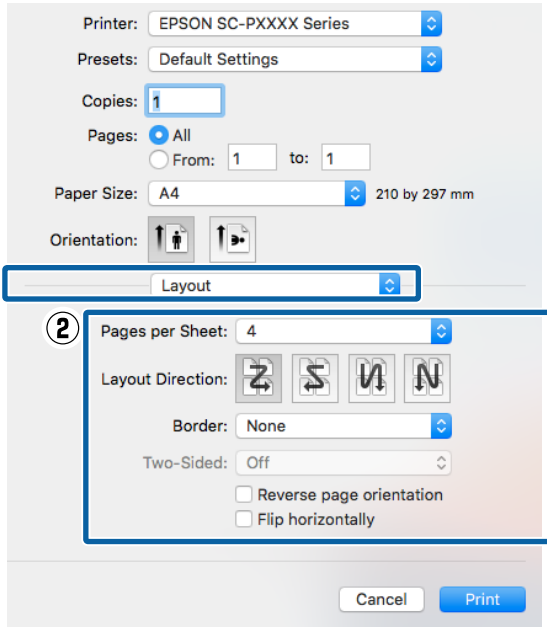 Printer: EPSON SC-PXXXX Series
Presets: Default Settings
Copies: 1
Pages: All
From: 1 to: 1
Paper Size: A4 210 by 297 mm
Orientation:
Layout
2
Pages per Sheet: 4
Layout Direction:
Border: None
Two-Sided: Off
Reverse page orientation
Flip horizontally
Cancel Print